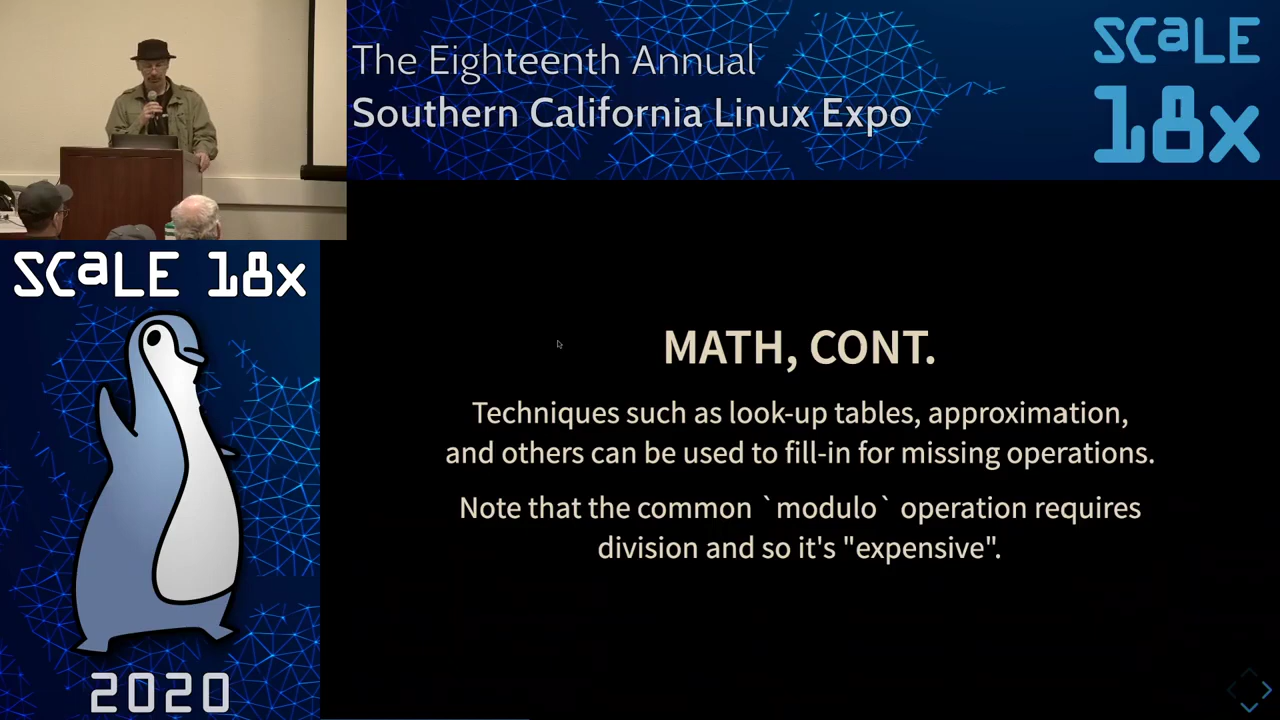 The Eighteenth Annual
Southern California Linux Expo
SCaLE
18x
SCaLE 18x
2020
MATH, CONT.
Techniques such as look-up tables, approximation,
and others can be used to fill-in for missing operations.
Note that the common `modulo` operation requires
division and so it's "expensive".